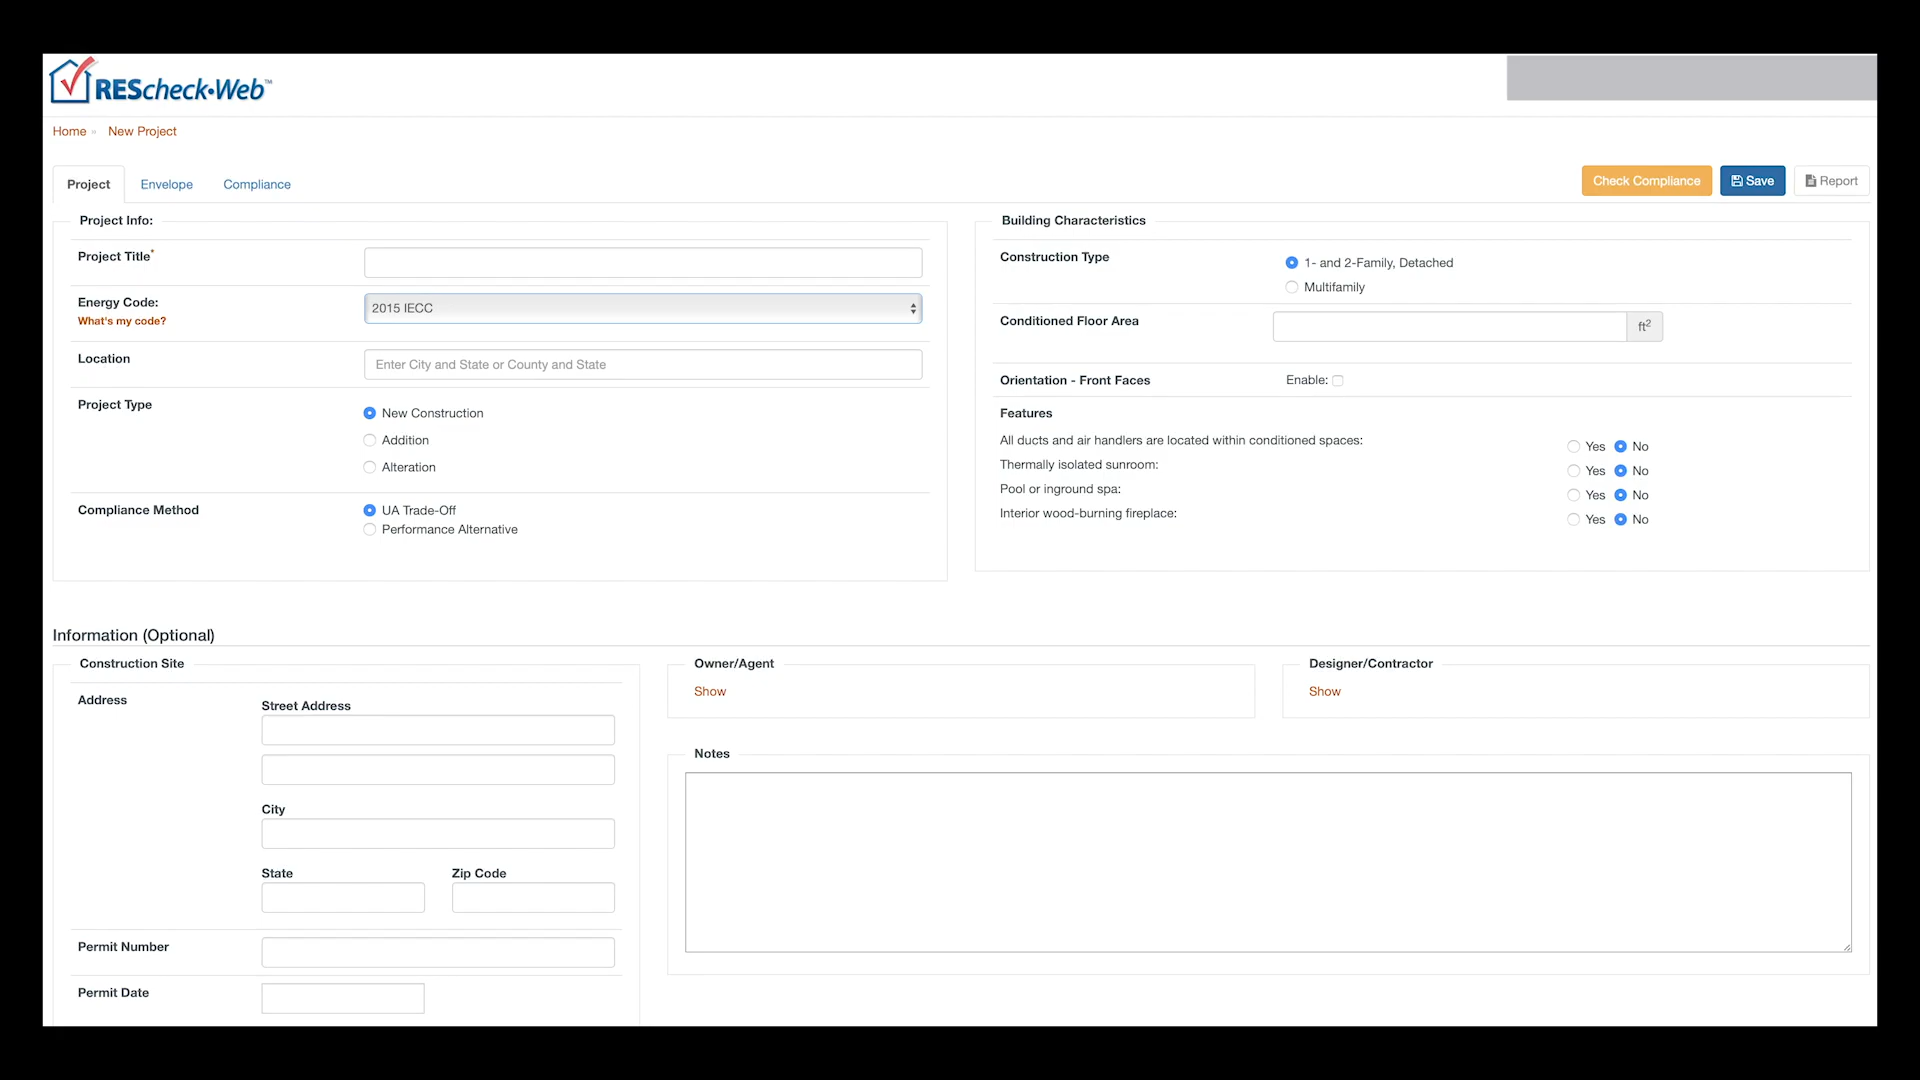 REScheck-Web™
Home » New Project
Project Envelope Compliance
Check Compliance Save Report
Project Info:
Project Title*
Energy Code:
What's my code?
2015 IECC
Location
Enter City and State or County and State
Project Type
New Construction
Addition
Alteration
Compliance Method
UA Trade-Off
Performance Alternative
Building Characteristics
Construction Type
1- and 2-Family, Detached
Multifamily
Conditioned Floor Area
ft2
Orientation - Front Faces Enable:
Features
All ducts and air handlers are located within conditioned spaces: Yes No
Thermally isolated sunroom: Yes No
Pool or inground spa: Yes No
Interior wood-burning fireplace: Yes No
Information (Optional)
Construction Site
Address
Street Address
City
State Zip Code
Permit Number
Permit Date
Owner/Agent
Show
Designer/Contractor
Show
Notes